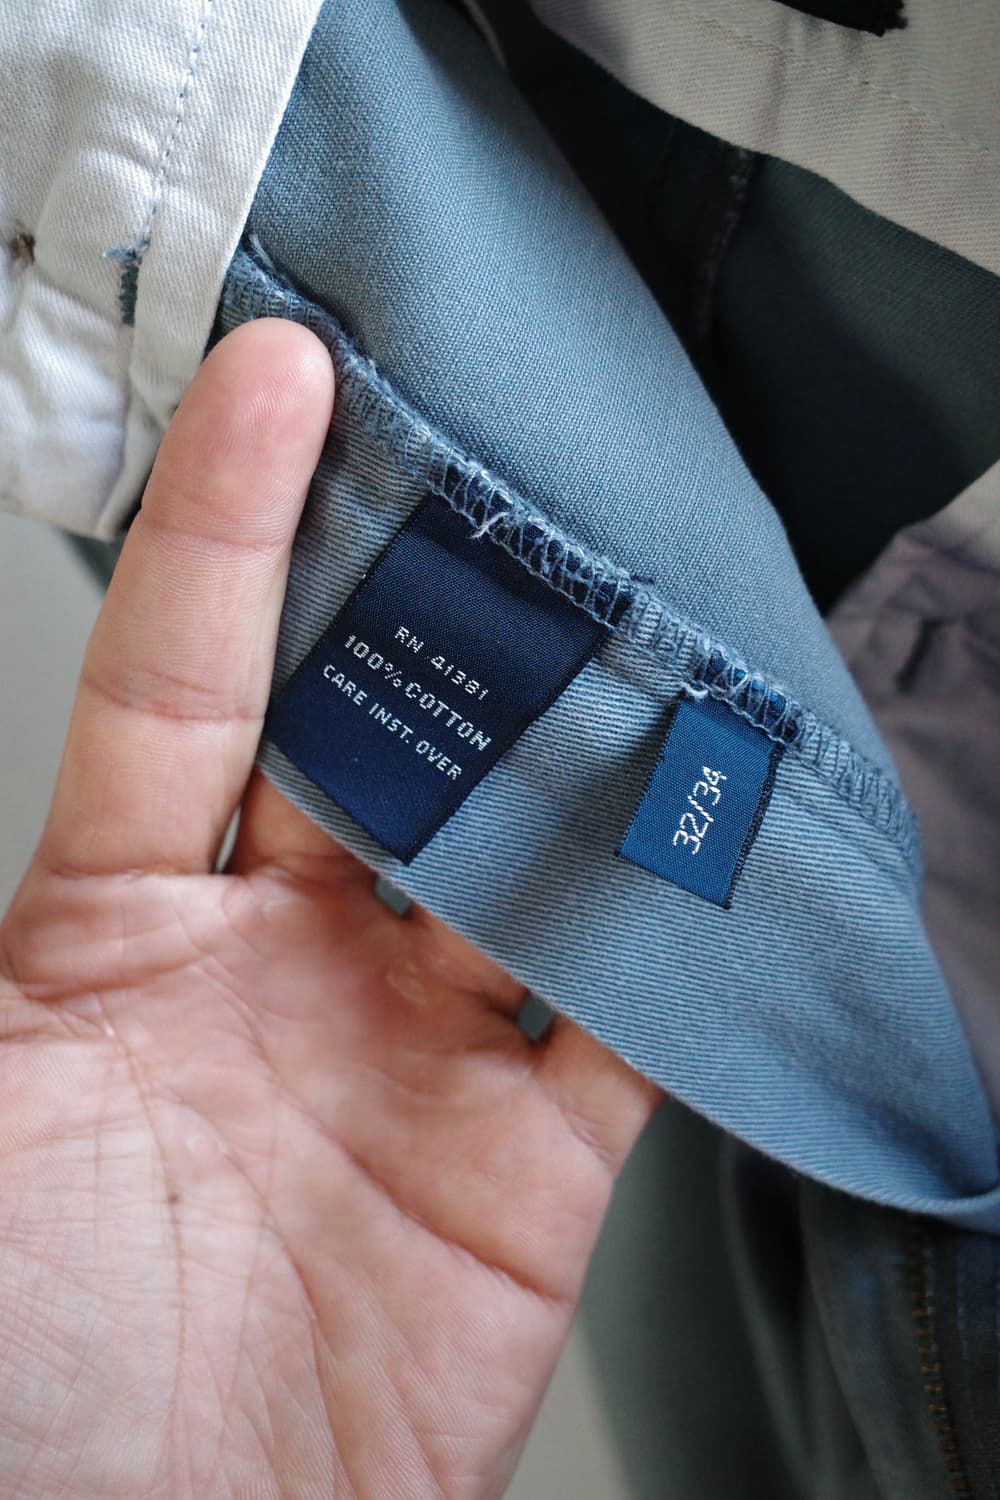 RN 41381
100% COTTON
CARE INST. OVER
32/34